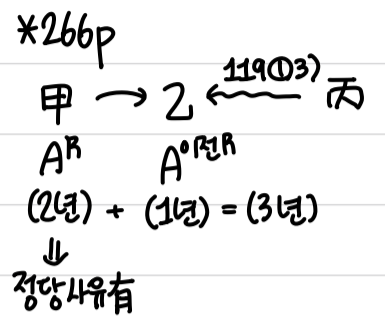 *266p
119①3)
甲 → 乙 ← 丙
A^R A^이전R
(2년) + (1년) = (3년)
⇓
정당사유有